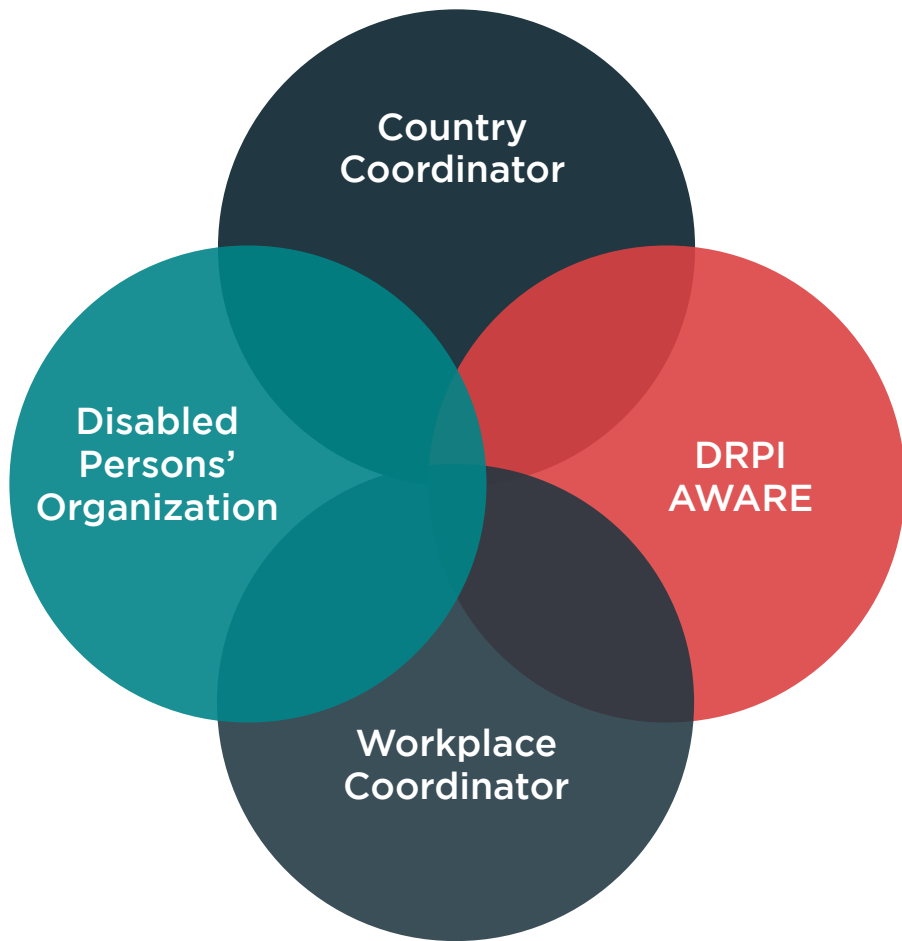 Country
Coordinator
Disabled
Persons’
Organization
DRPI
AWARE
Workplace
Coordinator